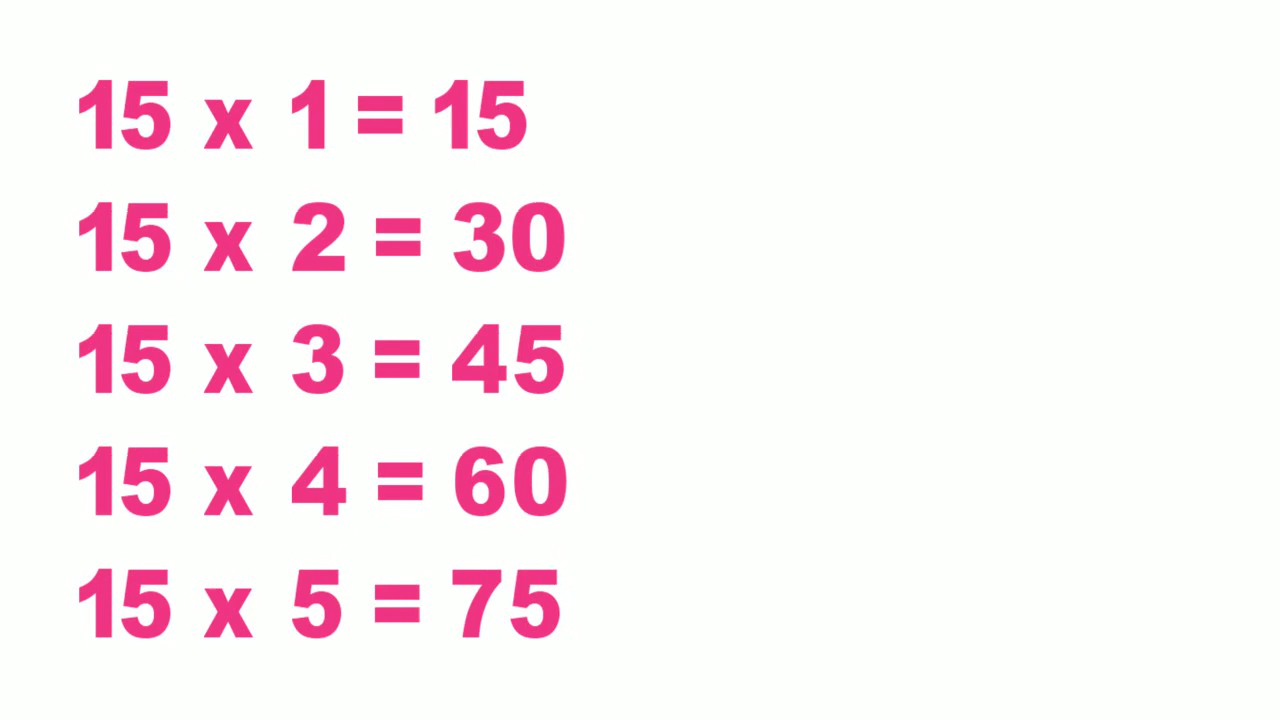 15 x 1 = 15
15 x 2 = 30
15 x 3 = 45
15 x 4 = 60
15 x 5 = 75